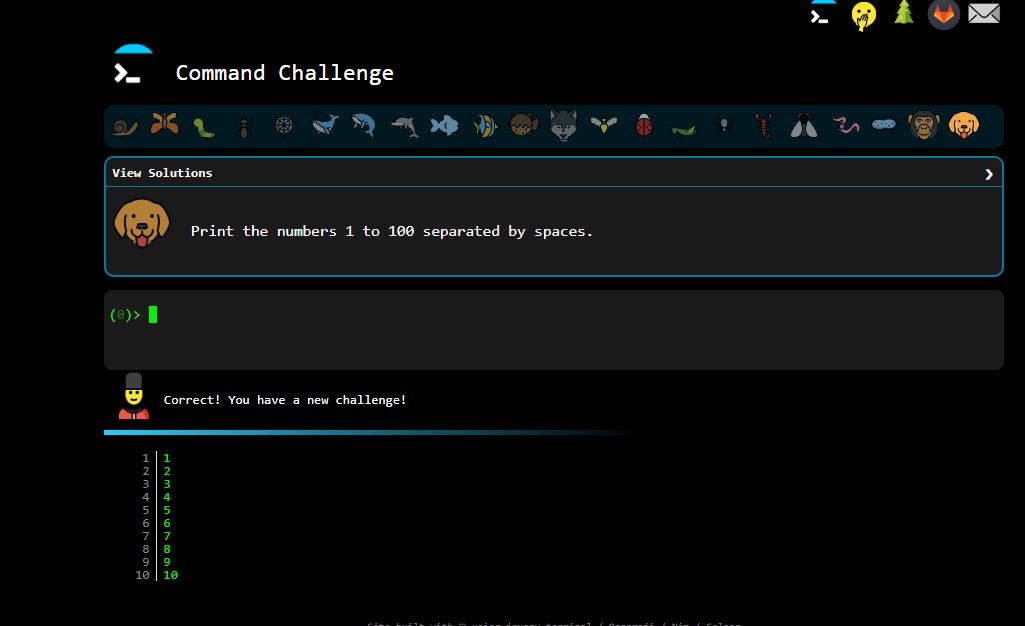 Command Challenge
View Solutions
Print the numbers 1 to 100 separated by spaces.
(0)>
Correct! You have a new challenge!
1 1
2 2
3 3
4 4
5 5
6 6
7 7
8 8
9 9
10 10